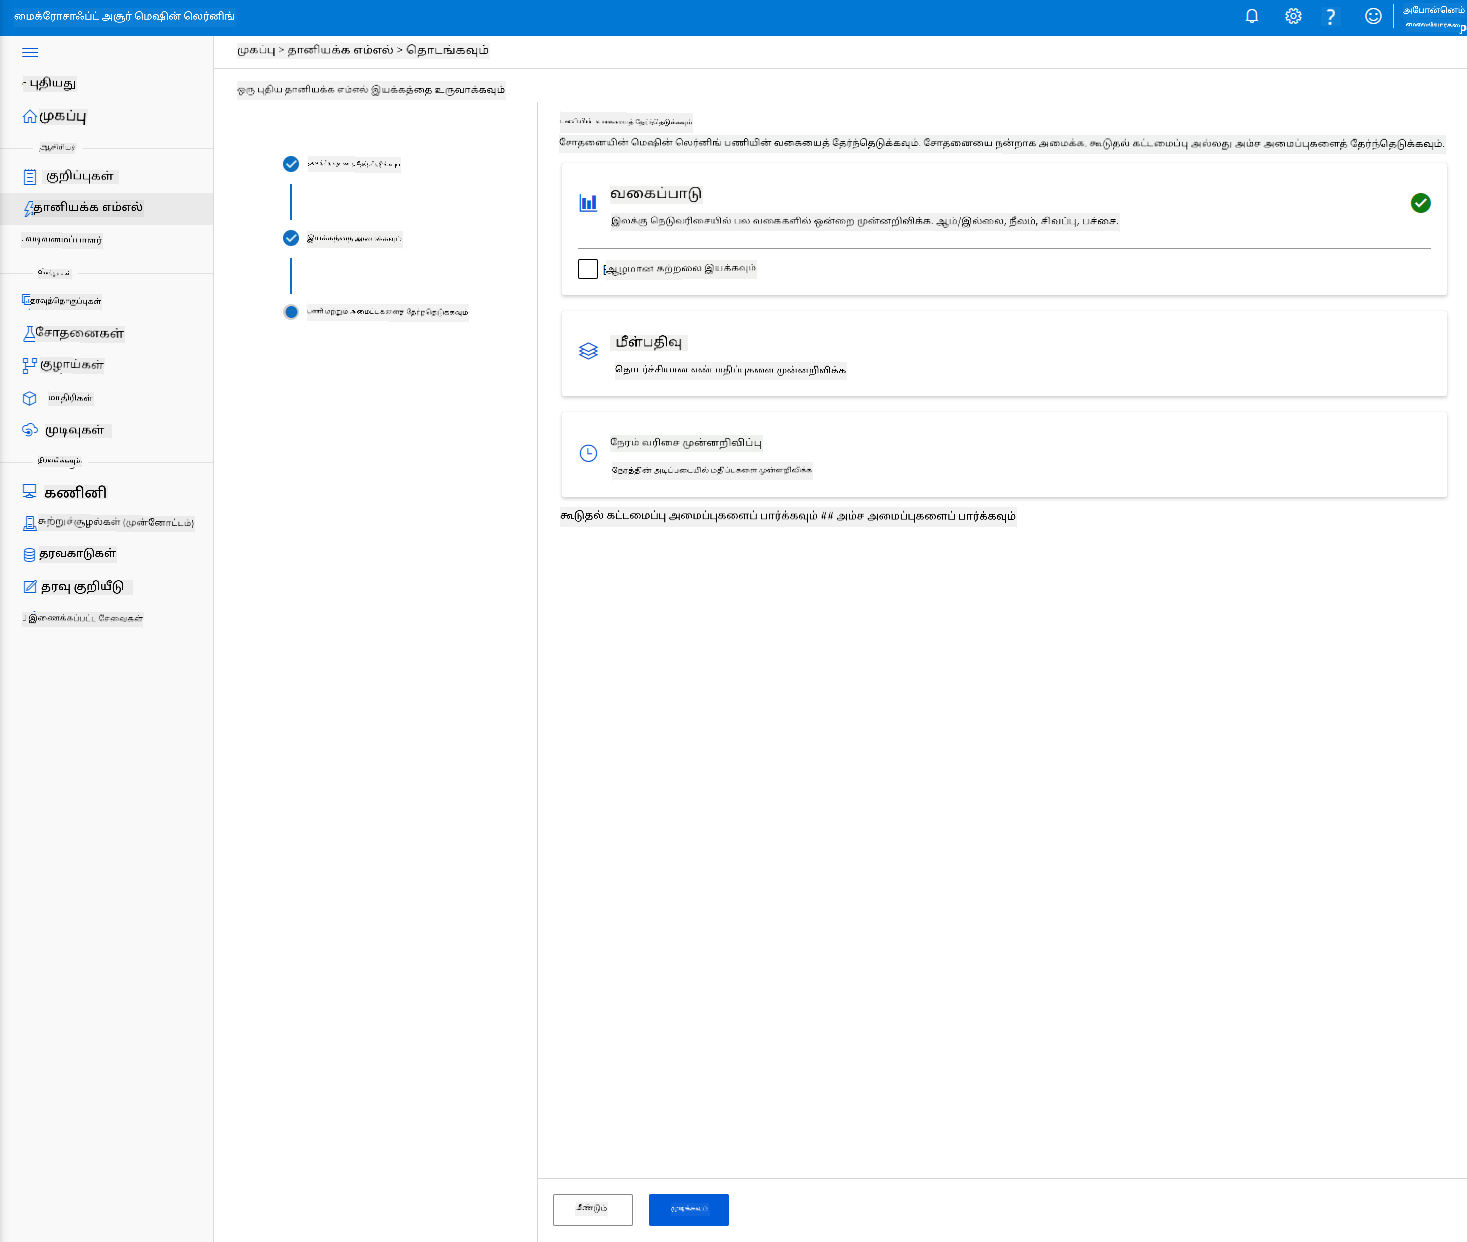 மைக்ரோசாஃப்ட் அசூர் மெஷின் லெர்னிங்
அபோன்னெம்
முகப்பு > தானியக்க எம்எல் > தொடங்கவும்
புதியது
ஒரு புதிய தானியக்க எம்எல் இயக்கத்தை உருவாக்கவும்
முகப்பு
ஆசிரியர்
குறிப்புகள்
தானியக்க எம்எல்
வடிவமைப்பாளர்
தரவுத்தொகுப்புகள்
சோதனைகள்
குழாய்கள்
மாதிரிகள்
முடிவுகள்
நிர்வகிக்கவும்
கணினி
சுற்றுச்சூழல்கள் (முன்னோட்டம்)
தரவகாடுகள்
தரவு குறியீடு
இணைக்கப்பட்ட சேவைகள்
இயக்கத்தை அமைக்கவும்
பணி மற்றும் அமைப்புகளைத் தேர்ந்தெடுக்கவும்
பணியின் வகையைத் தேர்ந்தெடுக்கவும்
சோதனையின் மெஷின் லெர்னிங் பணியின் வகையைத் தேர்ந்தெடுக்கவும். சோதனையை நன்றாக அமைக்க, கூடுதல் கட்டமைப்பு அல்லது அம்ச அமைப்புகளைத் தேர்ந்தெடுக்கவும்.
வகைப்பாடு
இலக்கு நெடுவரிசையில் பல வகைகளில் ஒன்றை முன்னறிவிக்க. ஆம்/இல்லை, நீலம், சிவப்பு, பச்சை.
ஆழமான கற்றலை இயக்கவும்
மீள்பதிவு
தொடர்ச்சியான எண் மதிப்புகளை முன்னறிவிக்க
நேரம் வரிசை முன்னறிவிப்பு
நேரத்தின் அடிப்படையில் மதிப்புகளை முன்னறிவிக்க
கூடுதல் கட்டமைப்பு அமைப்புகளைப் பார்க்கவும் ## அம்ச அமைப்புகளைப் பார்க்கவும்
மீண்டும்
முடிக்கவும்